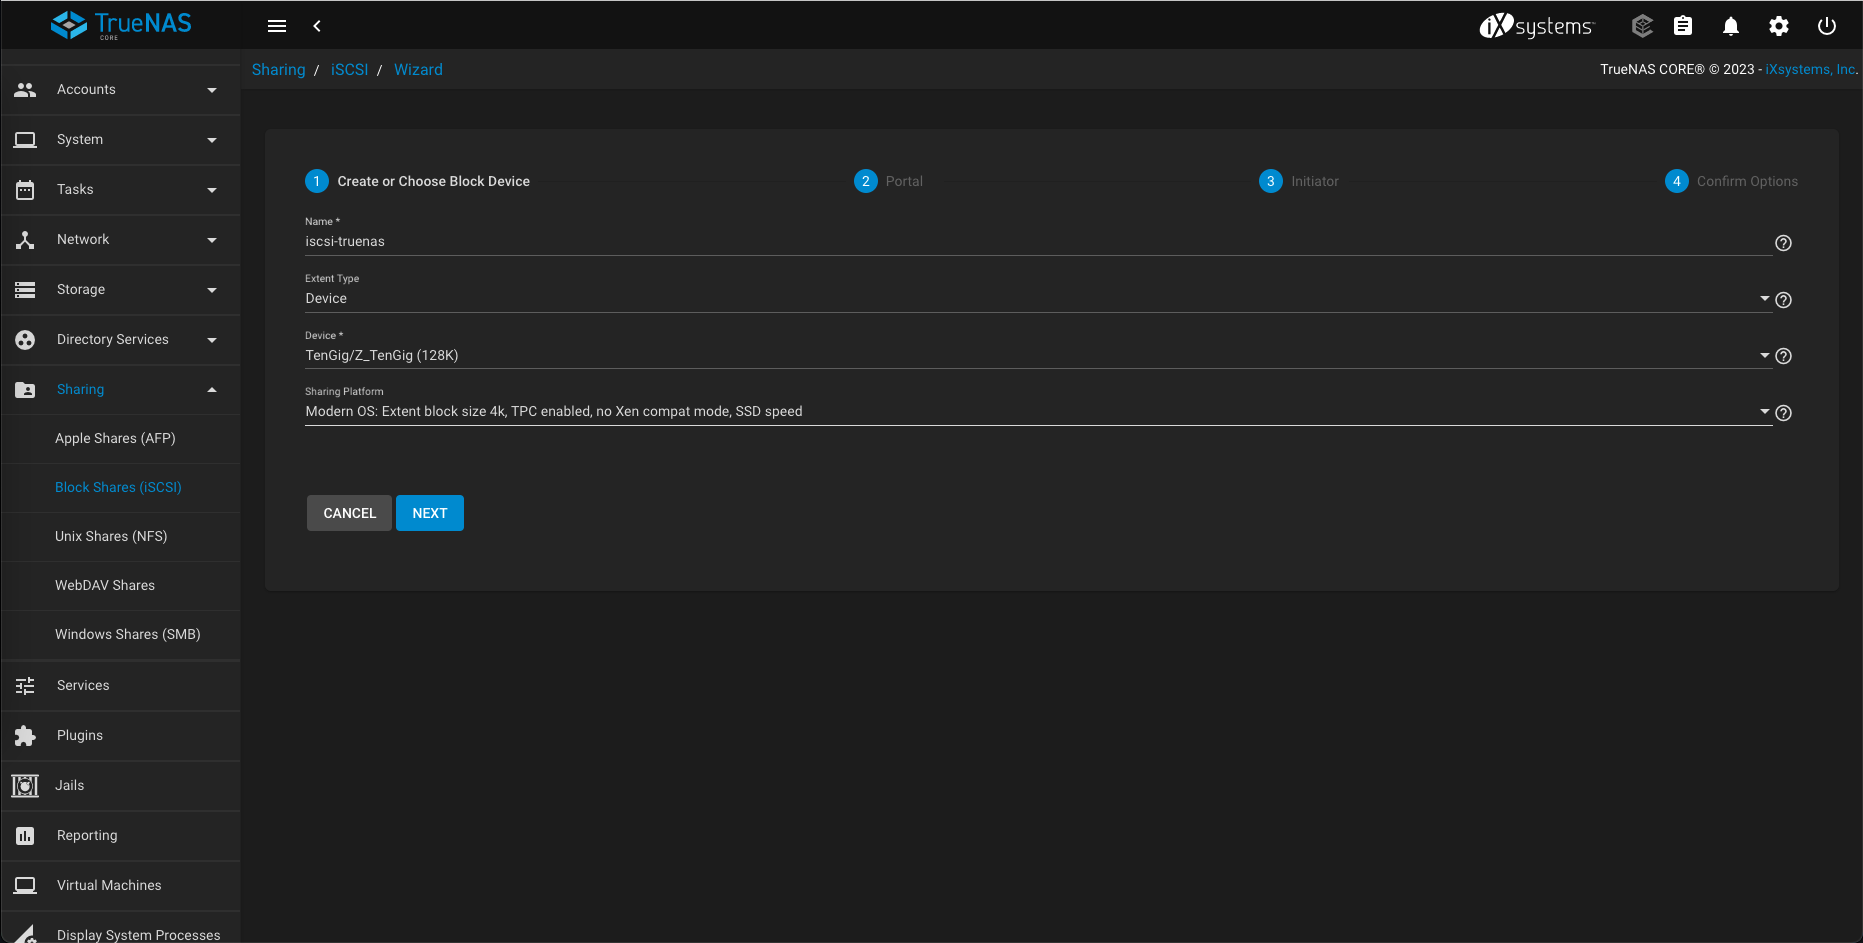 TrueNAS
CORE
iXsystems™
Sharing / iSCSI / Wizard
TrueNAS CORE® © 2023 - iXsystems, Inc.
Accounts
System
Tasks
Network
Storage
Directory Services
Sharing
Apple Shares (AFP)
Block Shares (iSCSI)
Unix Shares (NFS)
WebDAV Shares
Windows Shares (SMB)
Services
Plugins
Jails
Reporting
Virtual Machines
Display System Processes
1 Create or Choose Block Device
2 Portal
3 Initiator
4 Confirm Options
Name *
iscsi-truenas
Extent Type
Device
Device *
TenGig/Z_TenGig (128K)
Sharing Platform
Modern OS: Extent block size 4k, TPC enabled, no Xen compat mode, SSD speed
CANCEL
NEXT